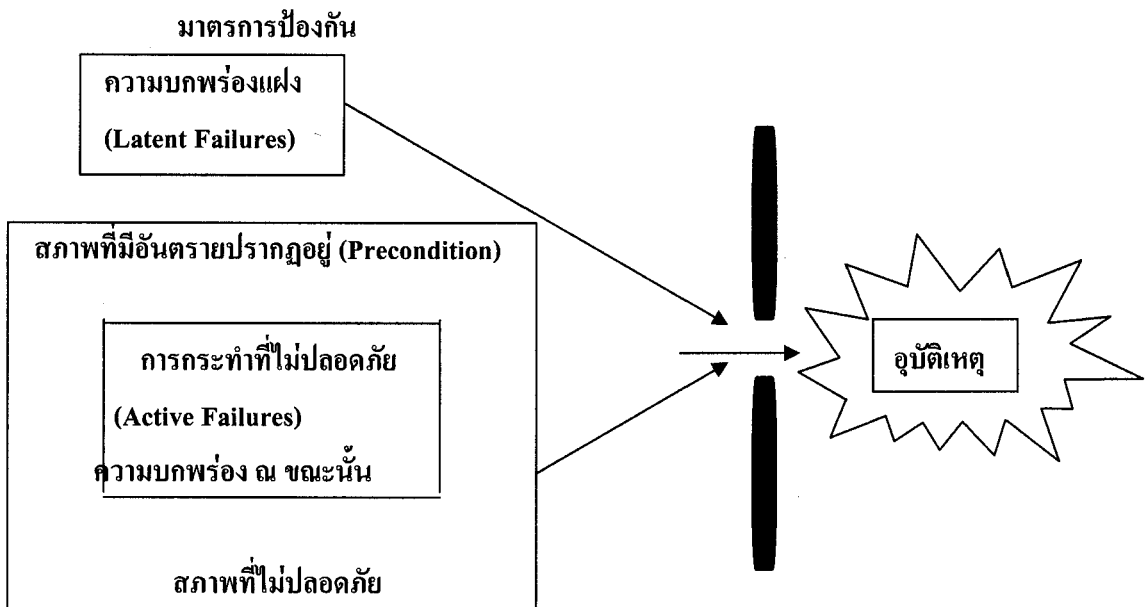 มาตรการป้องกัน
ความบกพร่องแฝง
(Latent Failures)
สภาพที่มีอันตรายปรากฏอยู่ (Precondition)
การกระทำที่ไม่ปลอดภัย
(Active Failures)
ความบกพร่อง ณ ขณะนั้น
สภาพที่ไม่ปลอดภัย
อุบัติเหตุ